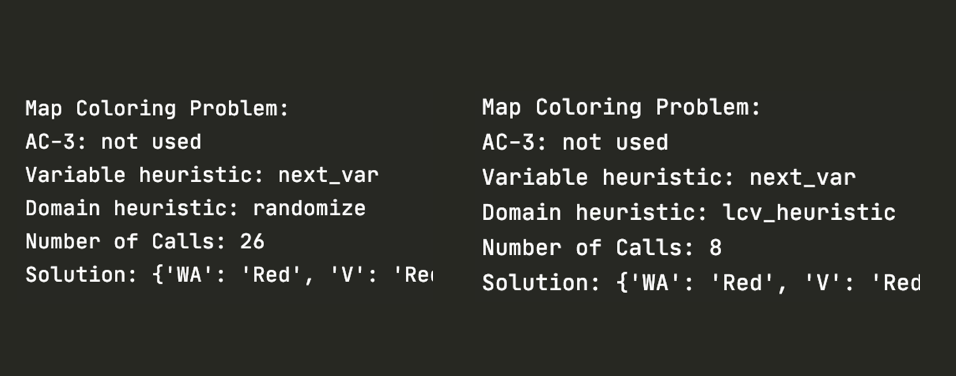 Map Coloring Problem:
AC-3: not used
Variable heuristic: next_var
Domain heuristic: randomize
Number of Calls: 26
Solution: {'WA': 'Red', 'V': 'Re
Map Coloring Problem:
AC-3: not used
Variable heuristic: next_var
Domain heuristic: lcv_heuristic
Number of Calls: 8
Solution: {'WA': 'Red', 'V': 'Red